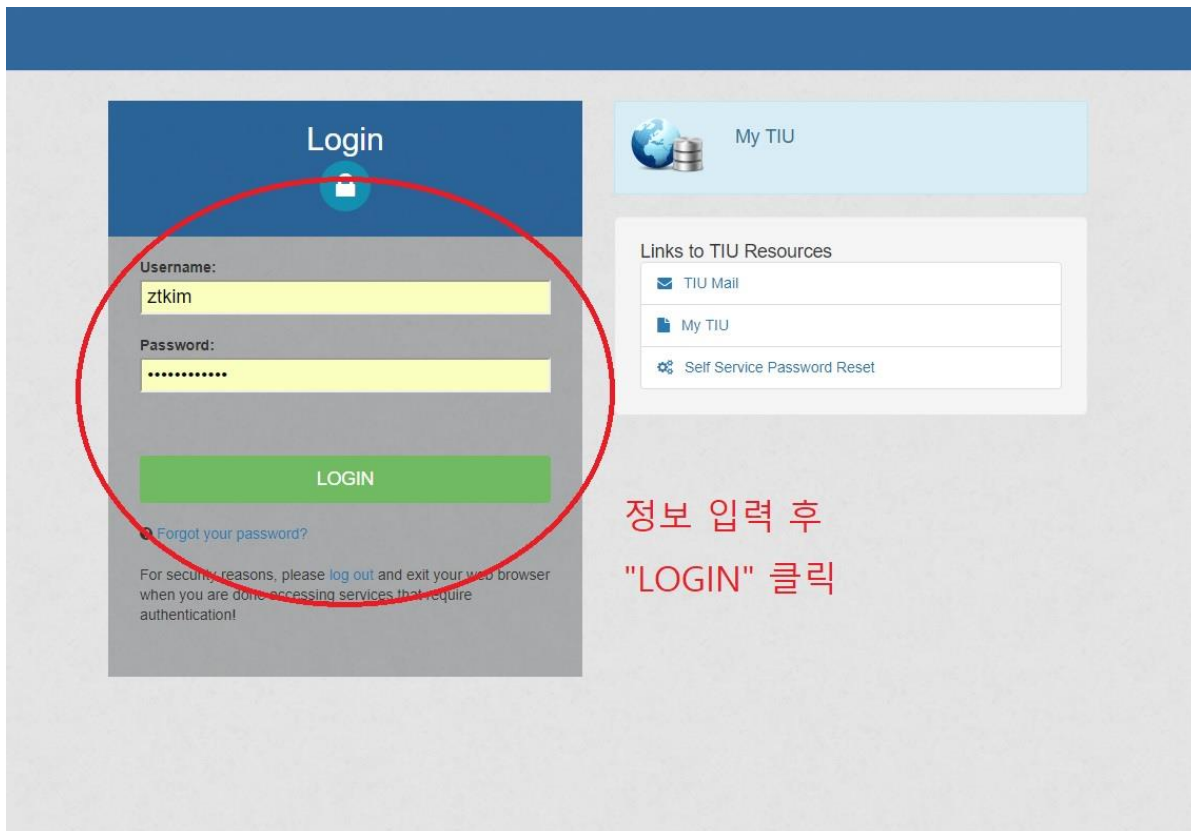 Login
Username:
ztkim
Password:
••••••••••••
LOGIN
Forgot your password?
For security reasons, please log out and exit your web browser
when you are done accessing services that require
authentication!
My TIU
Links to TIU Resources
TIU Mail
My TIU
Self Service Password Reset
정보 입력 후
"LOGIN" 클릭